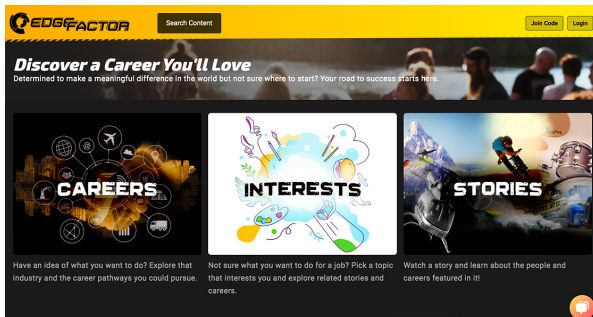 EDGE FACTOR
Search Content
Join Code
Login
Discover a Career You'll Love
Determined to make a meaningful difference in the world but not sure where to start? Your road to success starts here.
CAREERS
INTERESTS
STORIES
Have an idea of what you want to do? Explore that
industry and the career pathways you could pursue.
Not sure what you want to do for a job? Pick a topic
that interests you and explore related stories and
careers.
Watch a story and learn about the people and
careers featured in it!